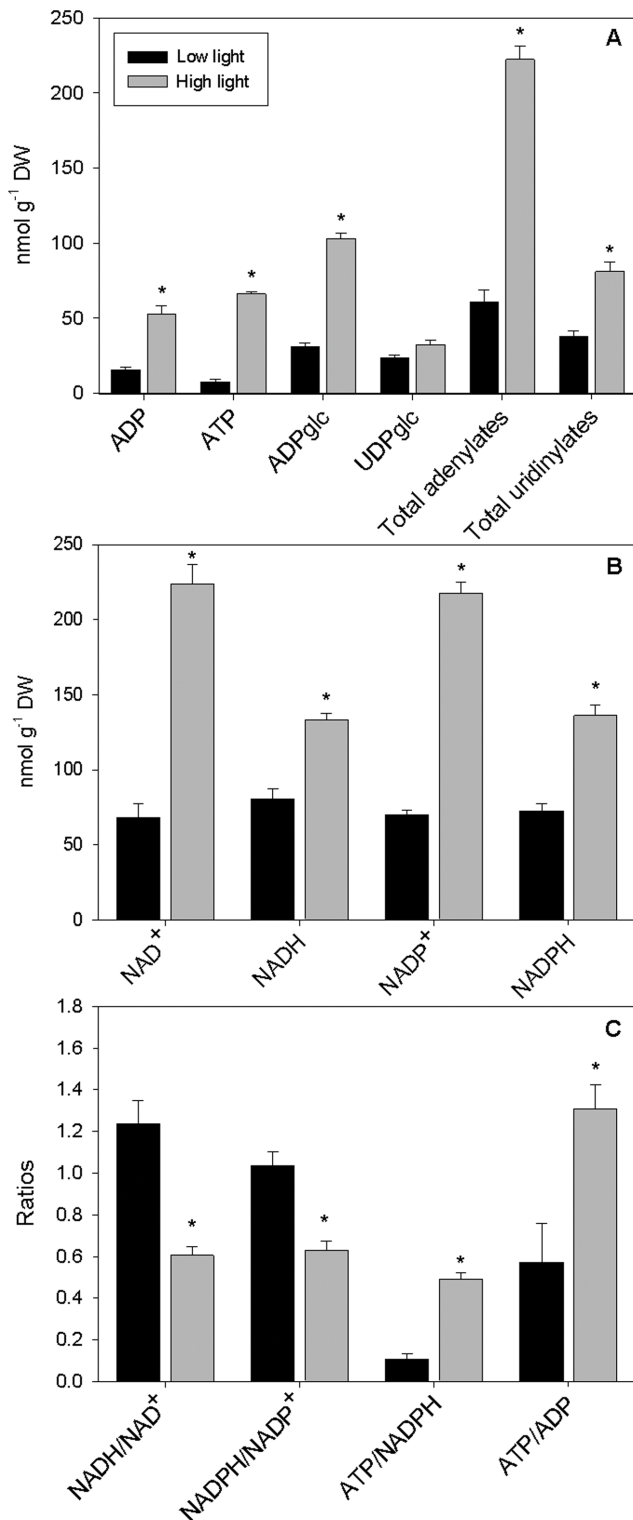 A
Low light
High light
250
200
150
100
50
0
nmol g⁻¹ DW
*
*
*
*
*
ADP
ATP
ADPglc
UDPglc
Total adenylates
Total uridinylates
B
250
200
150
100
50
0
nmol g⁻¹ DW
*
*
*
*
NAD⁺
NADH
NADP⁺
NADPH
C
1.8
1.6
1.4
1.2
1.0
0.8
0.6
0.4
0.2
0.0
Ratios
*
*
*
*
NADH/NAD⁺
NADPH/NADP⁺
ATP/NADPH
ATP/ADP